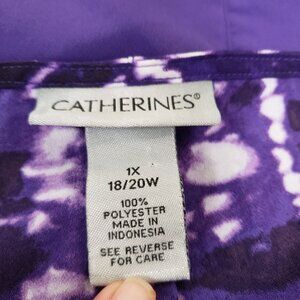 CATHERINES®
1X
18/20W
100%
POLYESTER
MADE IN
INDONESIA
SEE REVERSE
FOR CARE